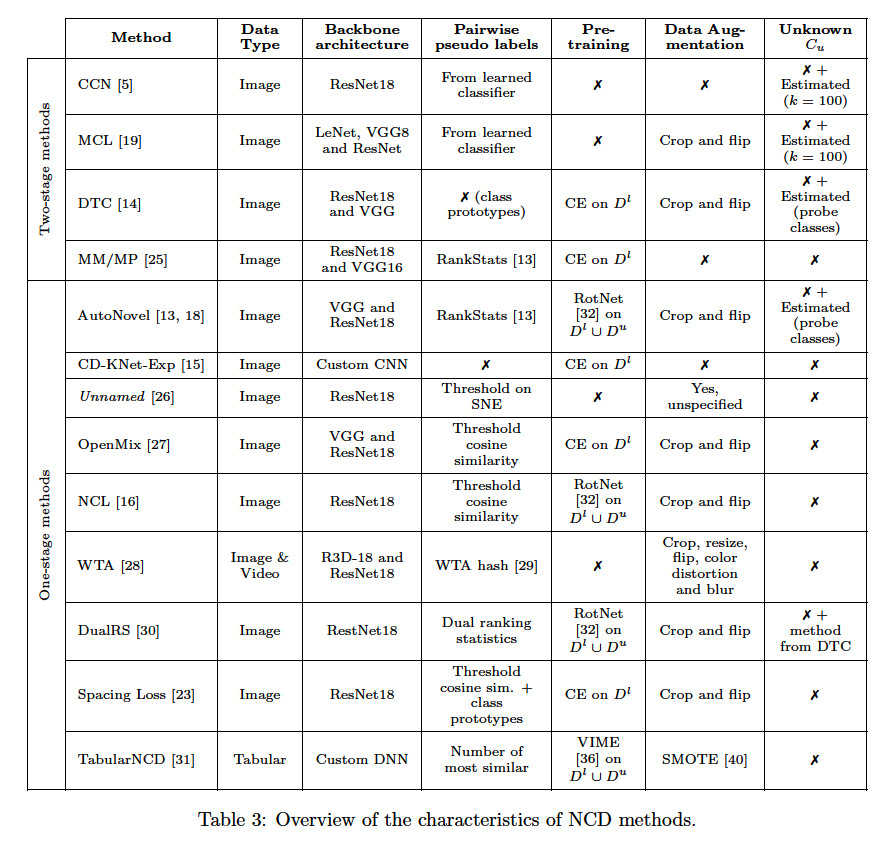 Method Data Type Backbone architecture Pairwise pseudo labels Pre-training Data Augmentation Unknown C_u
Two-stage methods
CCN [5] Image ResNet18 From learned classifier ✗ ✗ ✗ + Estimated (k = 100)
MCL [19] Image LeNet, VGG8 and ResNet From learned classifier ✗ Crop and flip ✗ + Estimated (k = 100)
DTC [14] Image ResNet18 and VGG ✗ (class prototypes) CE on D^l Crop and flip ✗ + Estimated (probe classes)
MM/MP [25] Image ResNet18 and VGG16 RankStats [13] CE on D^l ✗ ✗
One-stage methods
AutoNovel [13, 18] Image VGG and ResNet18 RankStats [13] RotNet [32] on D^l ∪ D^u Crop and flip ✗ + Estimated (probe classes)
CD-KNet-Exp [15] Image Custom CNN ✗ CE on D^l ✗ ✗
Unnamed [26] Image ResNet18 Threshold on SNE ✗ Yes, unspecified ✗
OpenMix [27] Image VGG and ResNet18 Threshold cosine similarity CE on D^l Crop and flip ✗
NCL [16] Image ResNet18 Threshold cosine similarity RotNet [32] on D^l ∪ D^u Crop and flip ✗
WTA [28] Image & Video R3D-18 and ResNet18 WTA hash [29] ✗ Crop, resize, flip, color distortion and blur ✗
DualRS [30] Image RestNet18 Dual ranking statistics RotNet [32] on D^l ∪ D^u Crop and flip ✗ + method from DTC
Spacing Loss [23] Image ResNet18 Threshold cosine sim. + class prototypes CE on D^l Crop and flip ✗
TabularNCD [31] Tabular Custom DNN Number of most similar VIME [36] on D^l ∪ D^u SMOTE [40] ✗
Table 3: Overview of the characteristics of NCD methods.